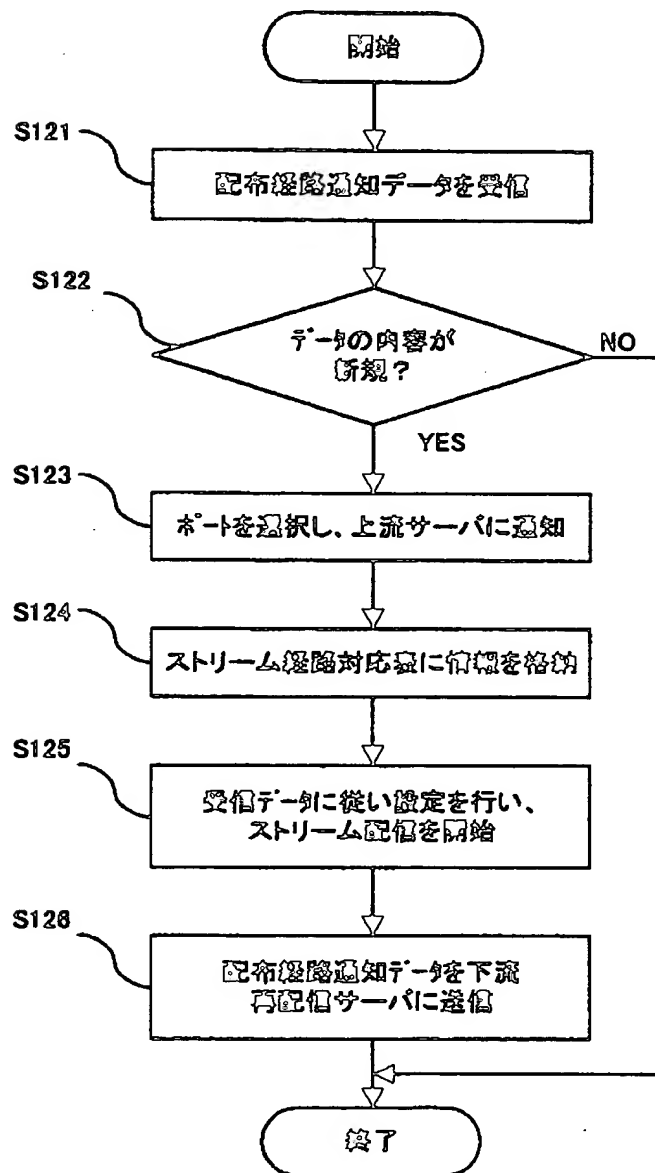 開始
S121
配布経路通知データを受信
S122
データの内容が
新規？
NO
YES
S123
ポートを選択し、上流サーバに通知
S124
ストリーム経路対応表に情報を格納
S125
受信データに従い設定を行い、
ストリーム配信を開始
S126
配布経路通知データを下流
再配信サーバに送信
終了